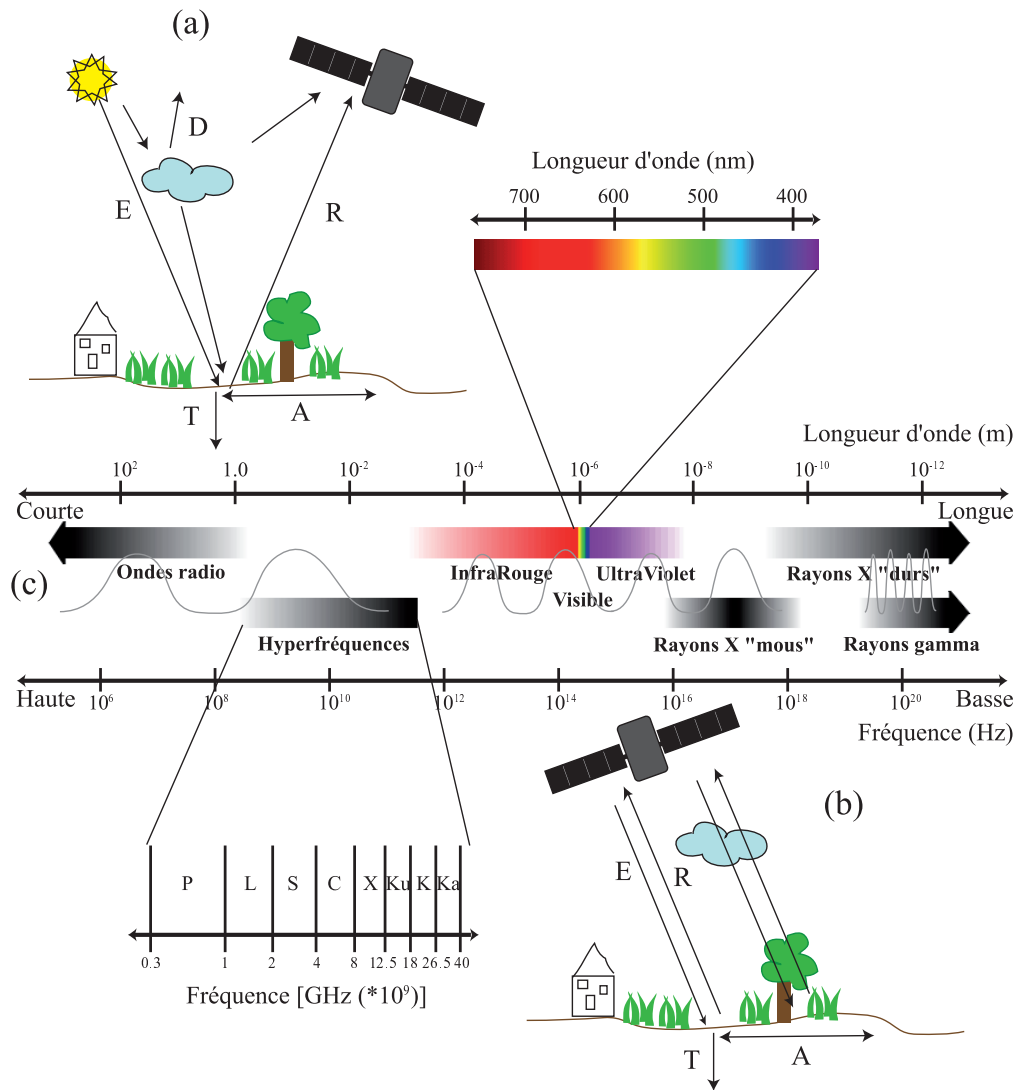 (a)
D
E
R
T
A
Longueur d'onde (nm)
700 600 500 400
Longueur d'onde (m)
10² 1.0 10⁻² 10⁻⁴ 10⁻⁶ 10⁻⁸ 10⁻¹⁰ 10⁻¹²
Courte Longue
(c)
Ondes radio InfraRouge UltraViolet Rayons X "durs"
Visible
Hyperfréquences Rayons X "mous" Rayons gamma
Haute Basse
10⁶ 10⁸ 10¹⁰ 10¹² 10¹⁴ 10¹⁶ 10¹⁸ 10²⁰
Fréquence (Hz)
P L S C X Ku K Ka
0.3 1 2 4 8 12.5 18 26.5 40
Fréquence [GHz (*10⁹)]
(b)
E
R
T
A